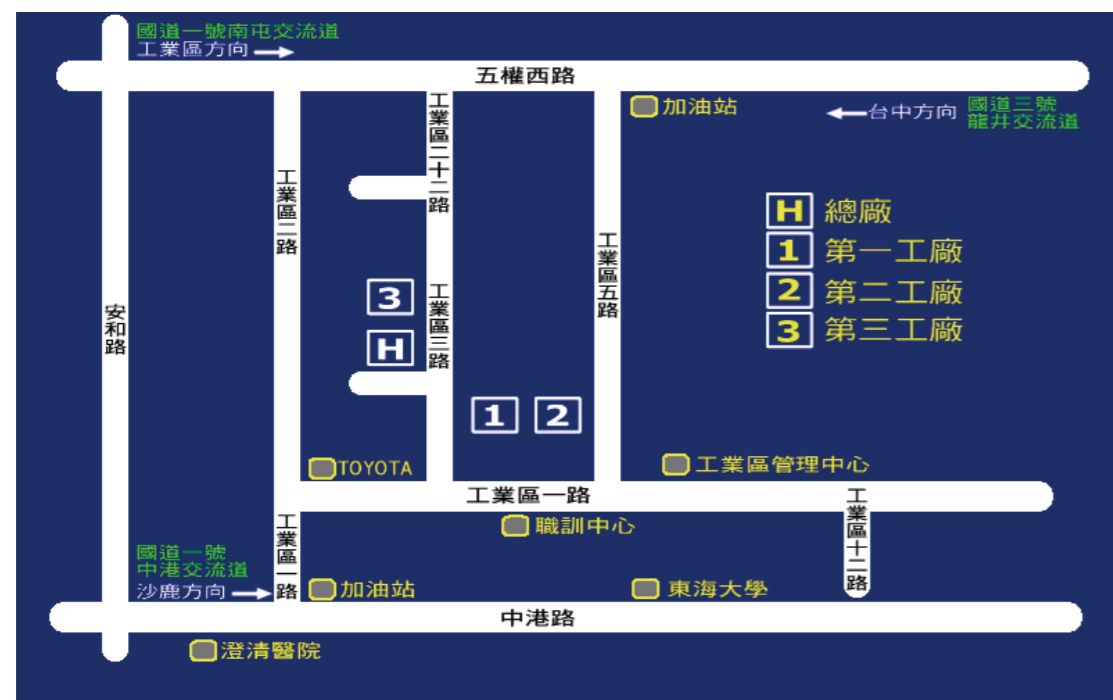 國道一號南屯交流道
工業區方向
五權西路
加油站
台中方向
國道三號
龍井交流道
工業區二十二路
工業區二路
H 總廠
1 第一工廠
2 第二工廠
3 第三工廠
工業區五路
3
工業區三路
安和路
H
1 2
TOYOTA
工業區管理中心
工業區一路
職訓中心
工業區十二路
工業區一路
國道一號
中港交流道
沙鹿方向
加油站
東海大學
中港路
澄清醫院